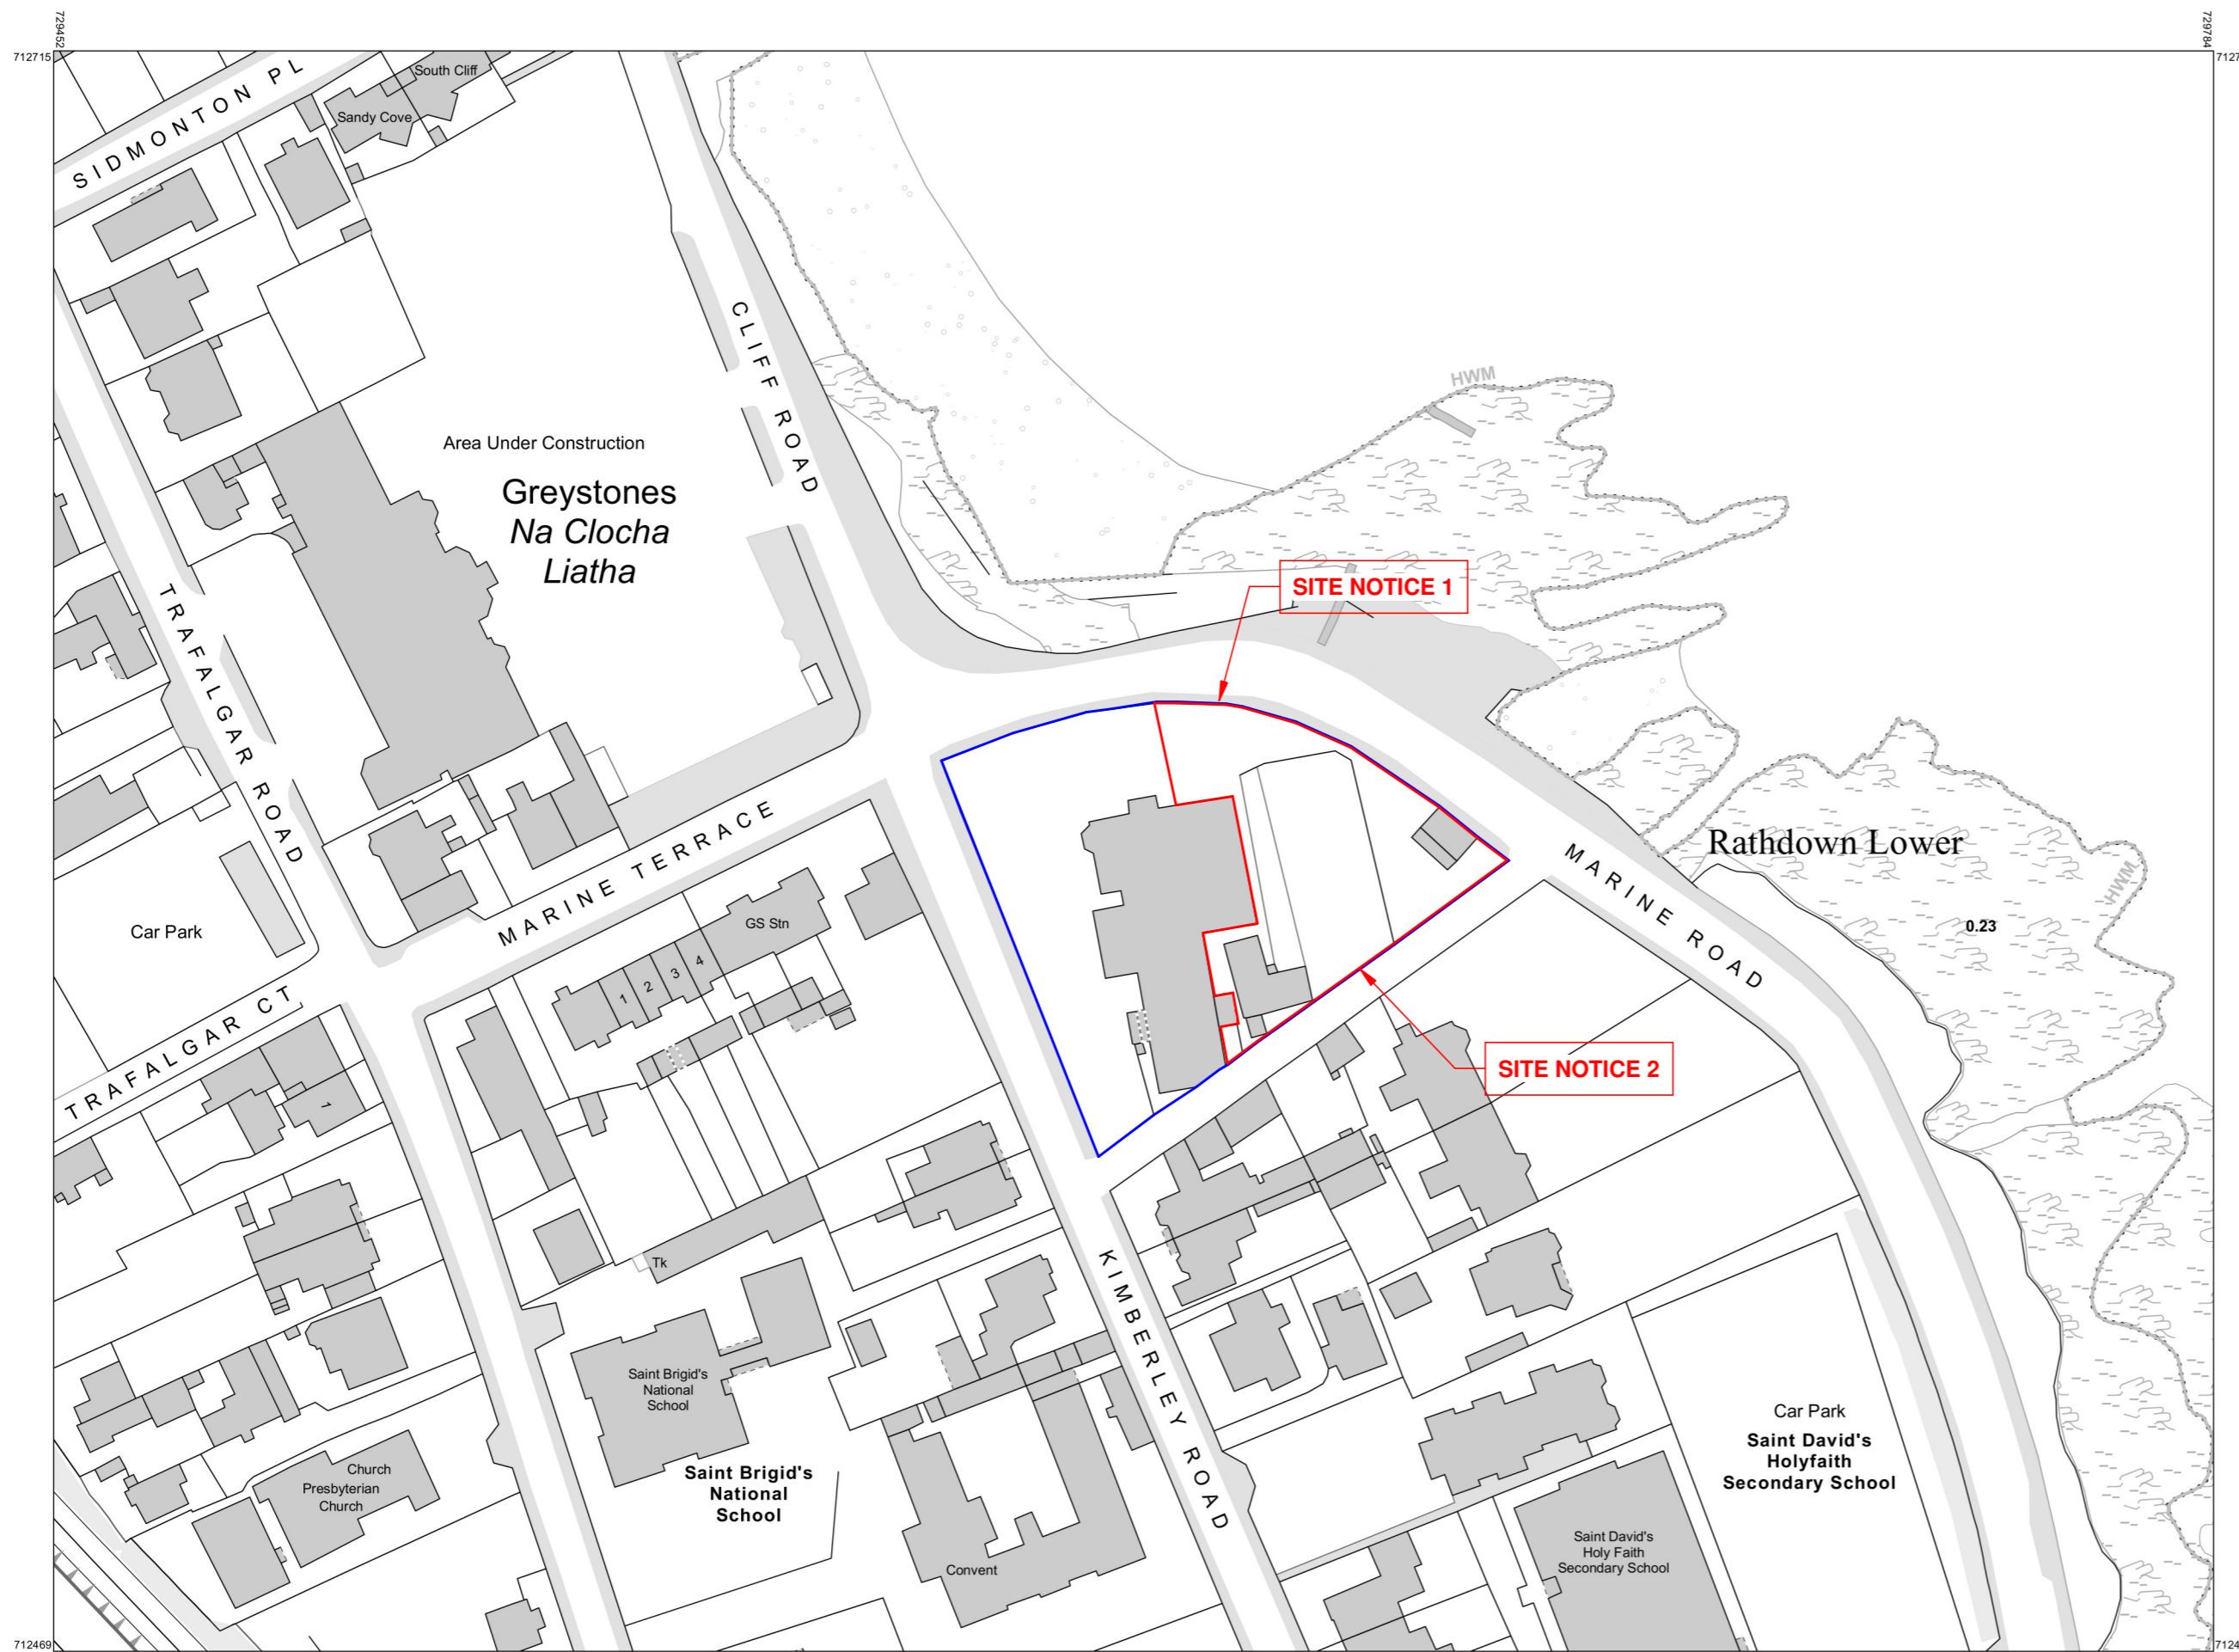 729452
729784
712715
7127
SIDMONTON PL
South Cliff
Sandy Cove
CLIFF ROAD
HWM
Area Under Construction
Greystones
Na Clocha
Liatha
SITE NOTICE 1
TRAFALGAR ROAD
MARINE TERRACE
Rathdown Lower
MARINE ROAD
HWM
0.23
Car Park
GS Stn
1
2
3
4
TRAFALGAR CT
1
SITE NOTICE 2
Tk
KIMBERLEY ROAD
Saint Brigid's
National
School
Saint Brigid's
National
School
Church
Presbyterian
Church
Car Park
Saint David's
Holyfaith
Secondary School
Saint David's
Holy Faith
Secondary School
Convent
712469